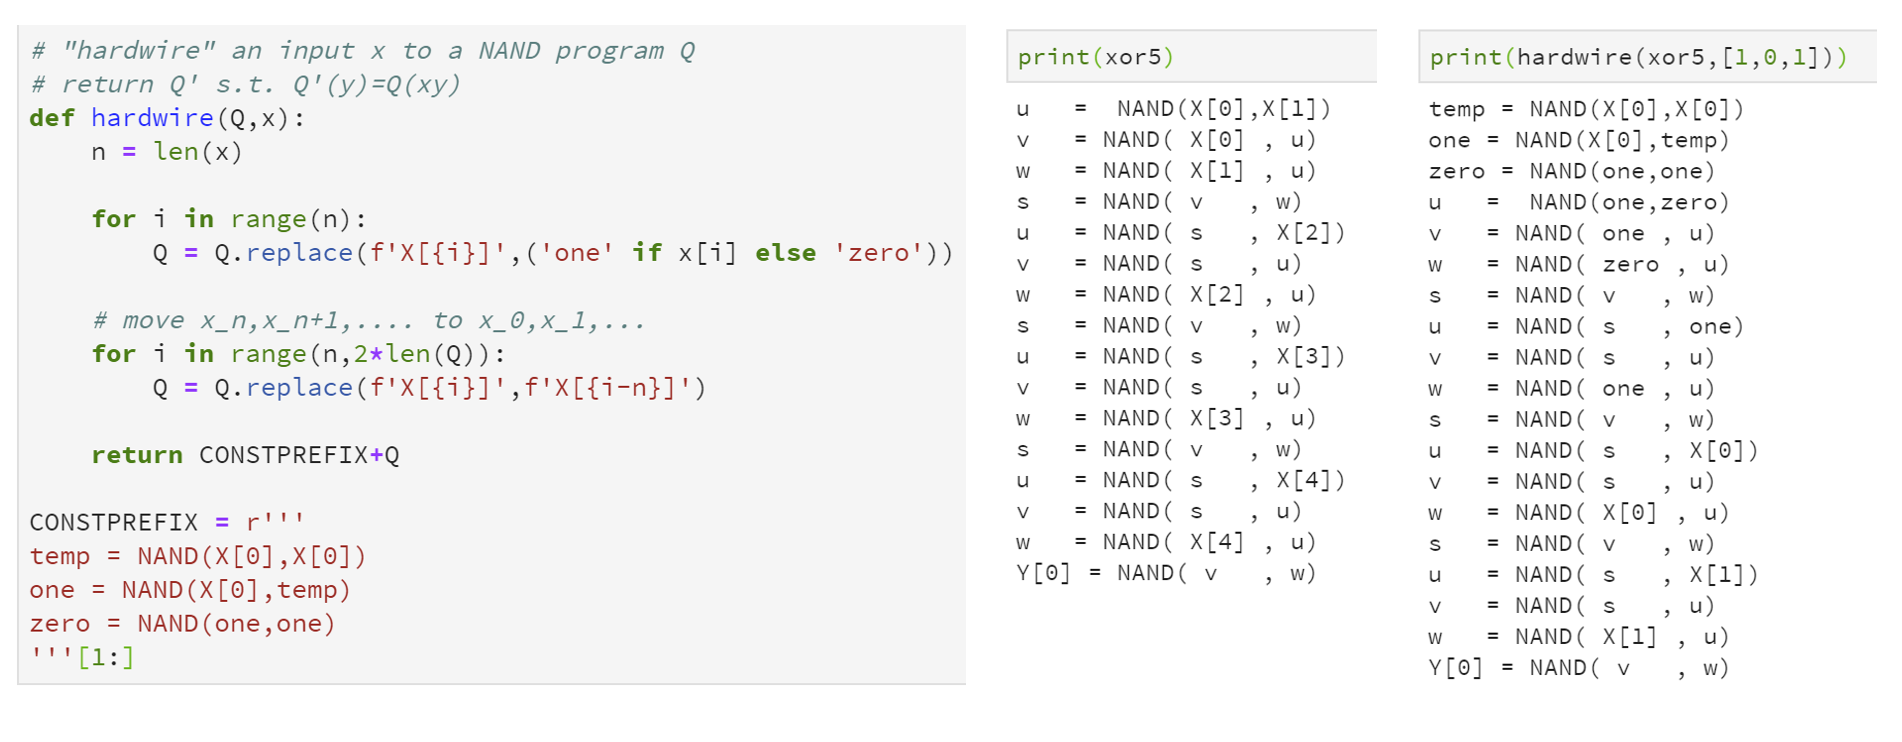 # "hardwire" an input x to a NAND program Q
# return Q' s.t. Q'(y)=Q(xy)
def hardwire(Q,x):
    n = len(x)

    for i in range(n):
        Q = Q.replace(f'X[{i}]',('one' if x[i] else 'zero'))

    # move x_n,x_n+1,.... to x_0,x_1,...
    for i in range(n,2*len(Q)):
        Q = Q.replace(f'X[{i}]',f'X[{i-n}]')

    return CONSTPREFIX+Q

CONSTPREFIX = r'''
temp = NAND(X[0],X[0])
one = NAND(X[0],temp)
zero = NAND(one,one)
'''[1:]

print(xor5)
u   =  NAND(X[0],X[1])
v   = NAND( X[0] , u)
w   = NAND( X[1] , u)
s   = NAND( v   , w)
u   = NAND( s   , X[2])
v   = NAND( s   , u)
w   = NAND( X[2] , u)
s   = NAND( v   , w)
u   = NAND( s   , X[3])
v   = NAND( s   , u)
w   = NAND( X[3] , u)
s   = NAND( v   , w)
u   = NAND( s   , X[4])
v   = NAND( s   , u)
w   = NAND( X[4] , u)
Y[0] = NAND( v   , w)

print(hardwire(xor5,[1,0,1]))
temp = NAND(X[0],X[0])
one = NAND(X[0],temp)
zero = NAND(one,one)
u   =  NAND(one,zero)
v   = NAND( one , u)
w   = NAND( zero , u)
s   = NAND( v   , w)
u   = NAND( s   , one)
v   = NAND( s   , u)
w   = NAND( one , u)
s   = NAND( v   , w)
u   = NAND( s   , X[0])
v   = NAND( s   , u)
w   = NAND( X[0] , u)
s   = NAND( v   , w)
u   = NAND( s   , X[1])
v   = NAND( s   , u)
w   = NAND( X[1] , u)
Y[0] = NAND( v   , w)